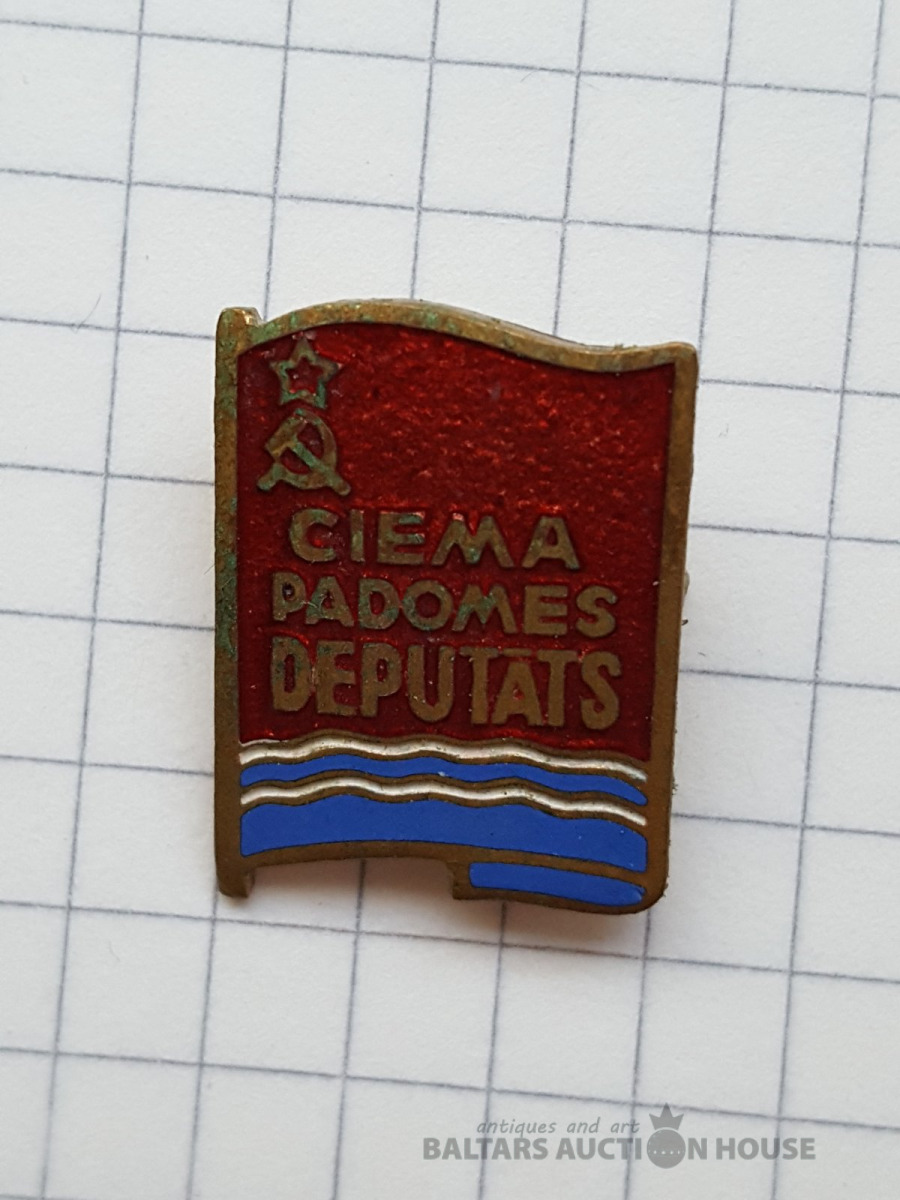 CIEMA
PADOMES
DEPUTĀTS
antiques and art
BALTARS AUCTION HOUSE